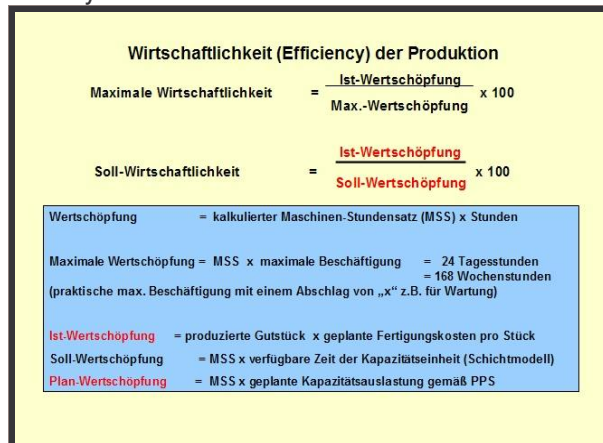 Wirtschaftlichkeit (Efficiency) der Produktion
Maximale Wirtschaftlichkeit = Ist-Wertschöpfung / Max.-Wertschöpfung x 100
Soll-Wirtschaftlichkeit = Ist-Wertschöpfung / Soll-Wertschöpfung x 100
Wertschöpfung = kalkulierter Maschinen-Stundensatz (MSS) x Stunden
Maximale Wertschöpfung = MSS x maximale Beschäftigung = 24 Tagesstunden
= 168 Wochenstunden
(praktische max. Beschäftigung mit einem Abschlag von „x“ z.B. für Wartung)
Ist-Wertschöpfung = produzierte Gutstück x geplante Fertigungskosten pro Stück
Soll-Wertschöpfung = MSS x verfügbare Zeit der Kapazitätseinheit (Schichtmodell)
Plan-Wertschöpfung = MSS x geplante Kapazitätsauslastung gemäß PPS